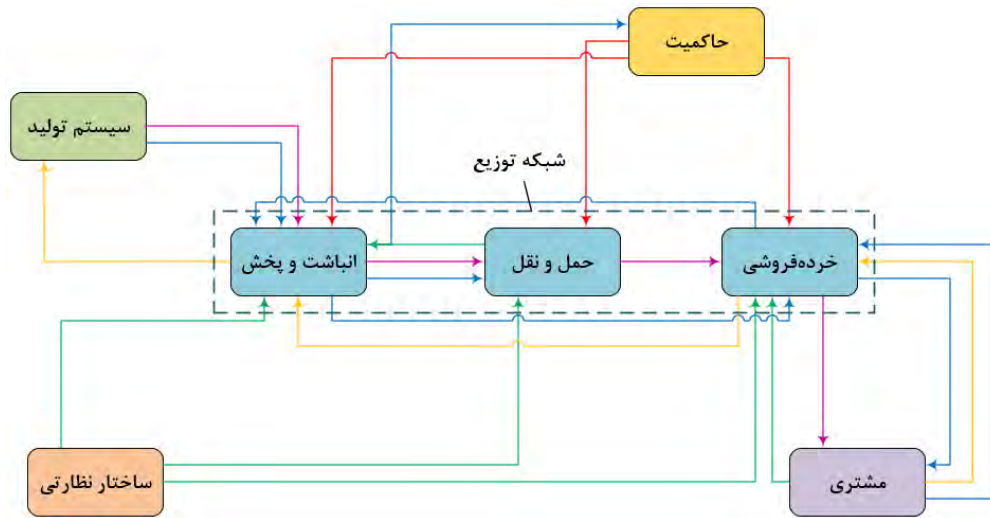 حاکمیت
سیستم تولید
شبکه توزیع
خرده‌فروشی
حمل و نقل
انباشت و پخش
ساختار نظارتی
مشتری